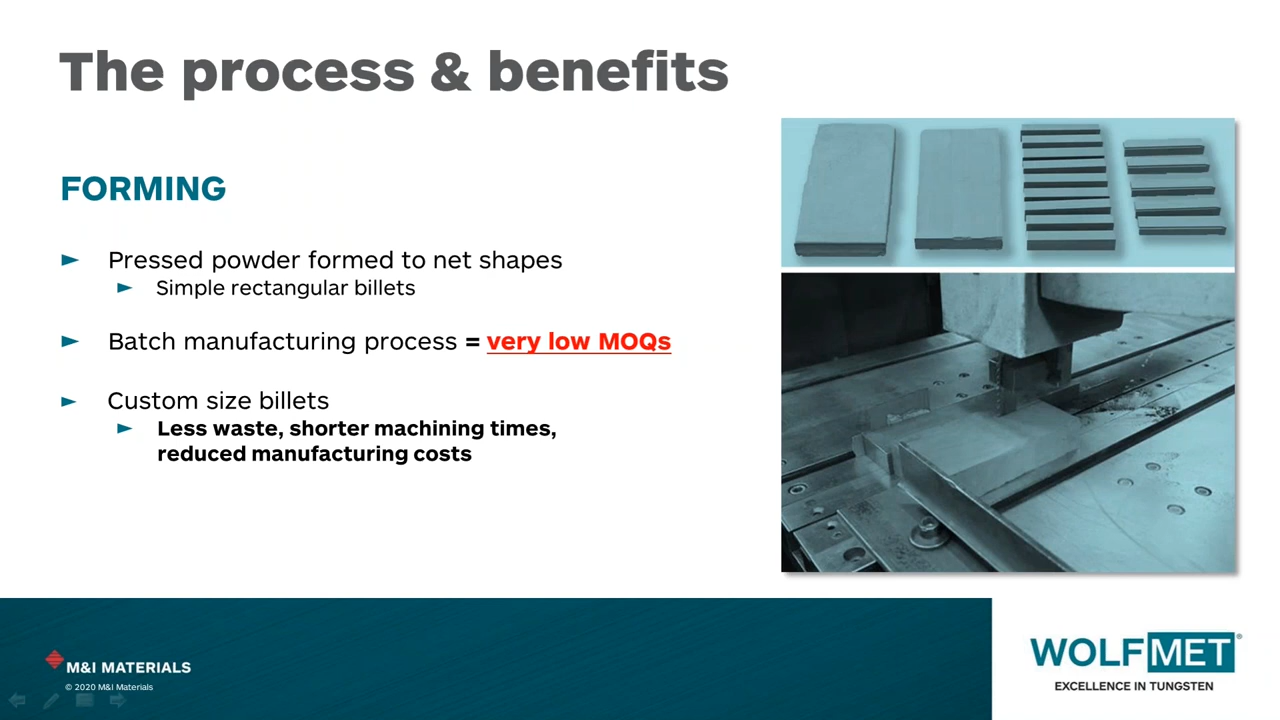 The process & benefits
FORMING
► Pressed powder formed to net shapes
► Simple rectangular billets
► Batch manufacturing process = very low MOQs
► Custom size billets
► Less waste, shorter machining times,
reduced manufacturing costs
M&I MATERIALS
© 2020 M&I Materials
WOLFMET®
EXCELLENCE IN TUNGSTEN